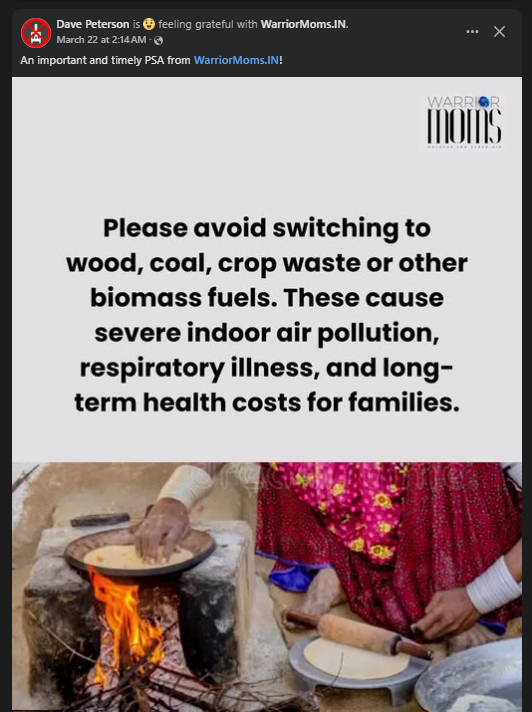 Dave Peterson is feeling grateful with WarriorMoms.IN.
March 22 at 2:14 AM ·
An important and timely PSA from WarriorMoms.IN!
WARRIOR
moms
Please avoid switching to
wood, coal, crop waste or other
biomass fuels. These cause
severe indoor air pollution,
respiratory illness, and long-
term health costs for families.